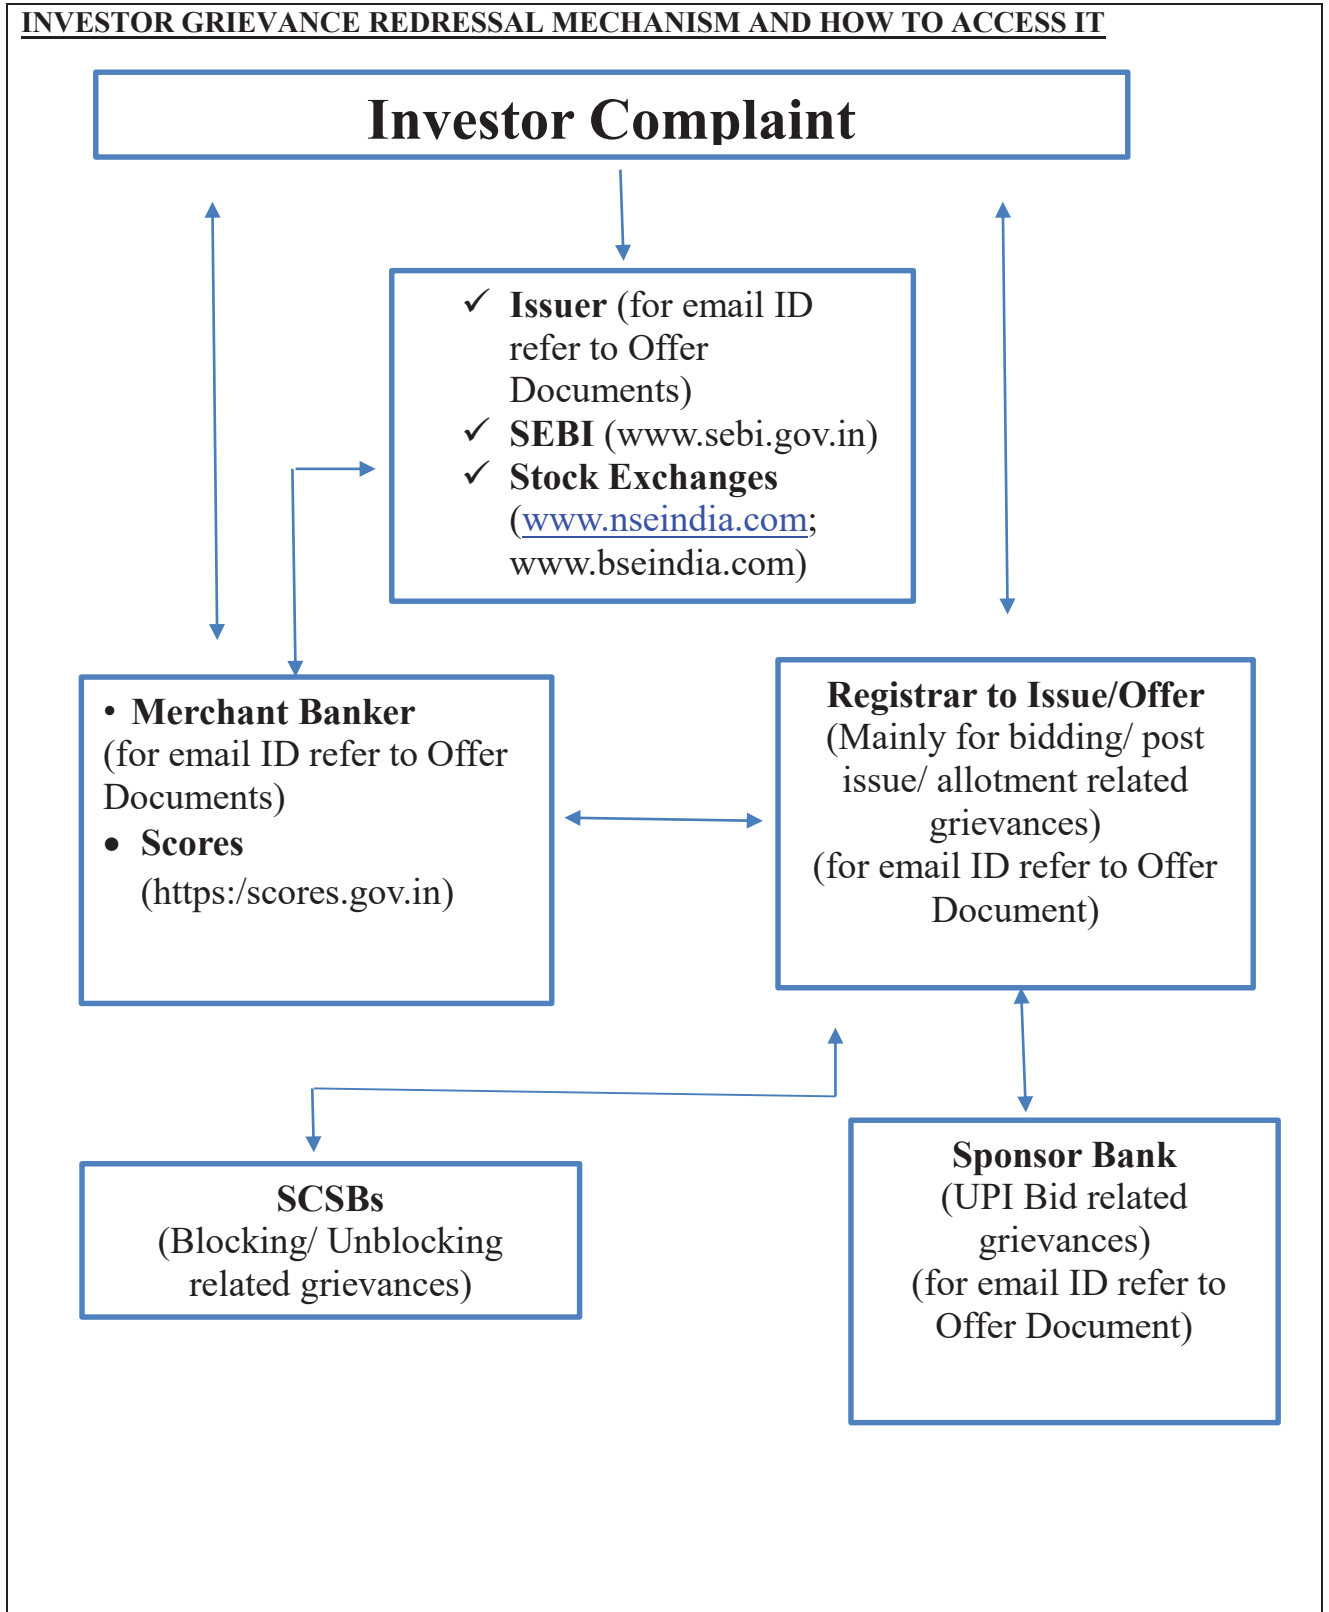 INVESTOR GRIEVANCE REDRESSAL MECHANISM AND HOW TO ACCESS IT
Investor Complaint
✓ Issuer (for email ID
refer to Offer
Documents)
✓ SEBI (www.sebi.gov.in)
✓ Stock Exchanges
(www.nseindia.com;
www.bseindia.com)
• Merchant Banker
(for email ID refer to Offer
Documents)
• Scores
(https:/scores.gov.in)
Registrar to Issue/Offer
(Mainly for bidding/ post
issue/ allotment related
grievances)
(for email ID refer to Offer
Document)
SCSBs
(Blocking/ Unblocking
related grievances)
Sponsor Bank
(UPI Bid related
grievances)
(for email ID refer to
Offer Document)